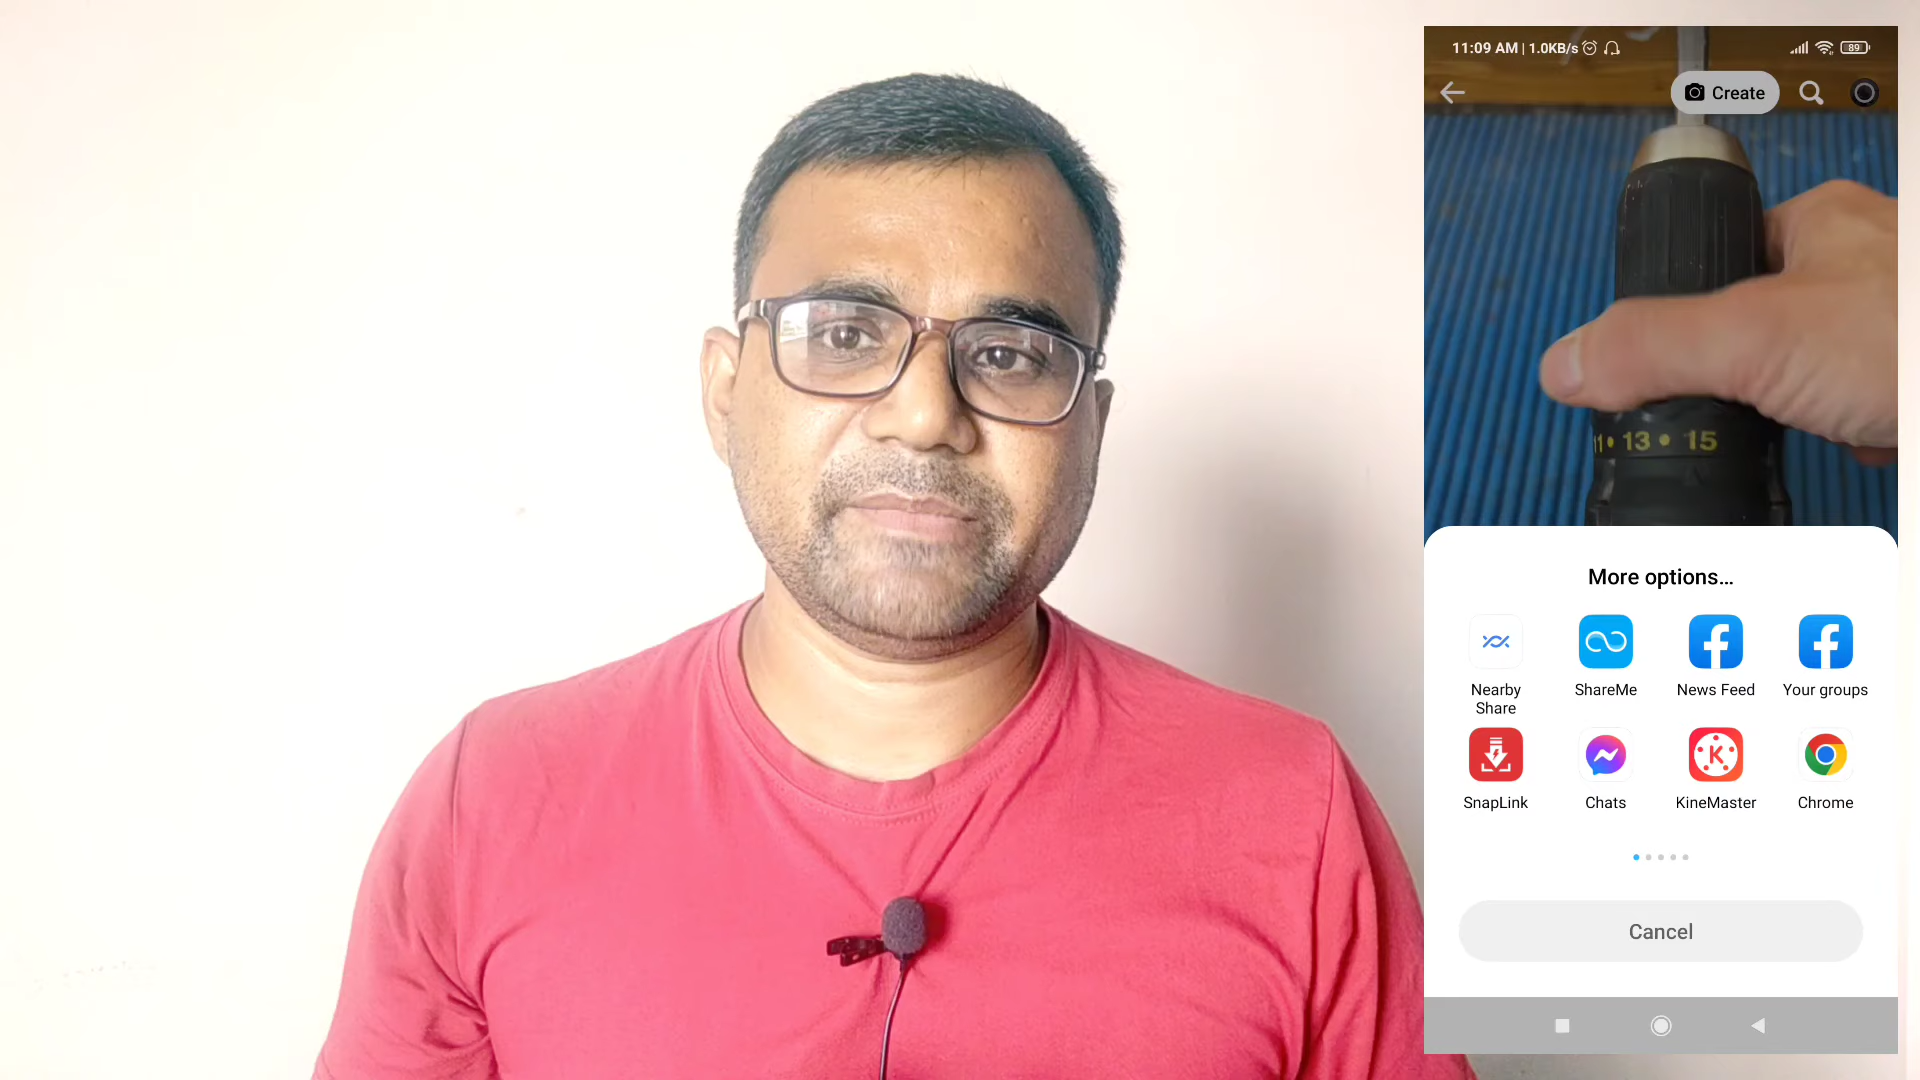 11:09 AM | 1.0KB/s
89
Create
11 • 13 • 15
More options...
Nearby Share
ShareMe
News Feed
Your groups
SnapLink
Chats
KineMaster
Chrome
Cancel